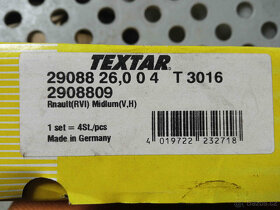 TEXTAR
29088 26,0 0 4 T 3016
2908809
Rnault(RVI) Midlum(V,H)
1 set = 4St./pcs
Made in Germany
4 019722 232718